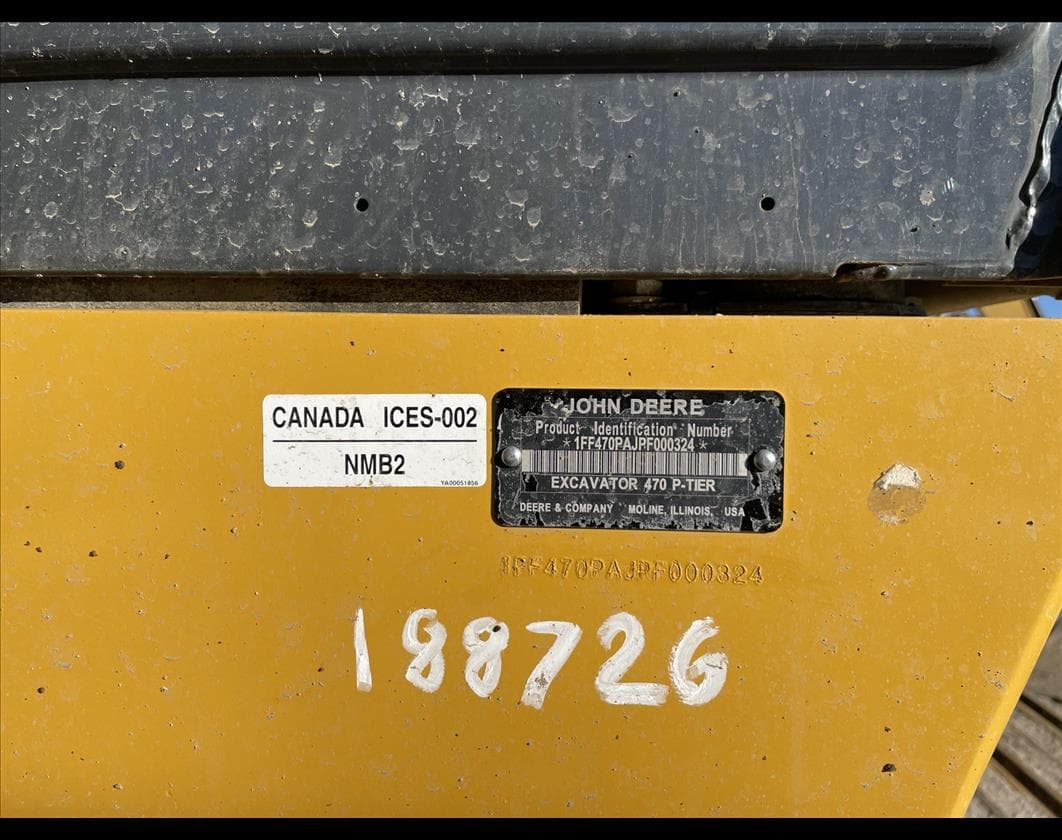 CANADA ICES-002
NMB2
YA00051856
JOHN DEERE
Product Identification Number
*1FF470PAJPF000324*
EXCAVATOR 470 P-TIER
DEERE & COMPANY MOLINE, ILLINOIS, USA
1FF470PAJPF000324
188726